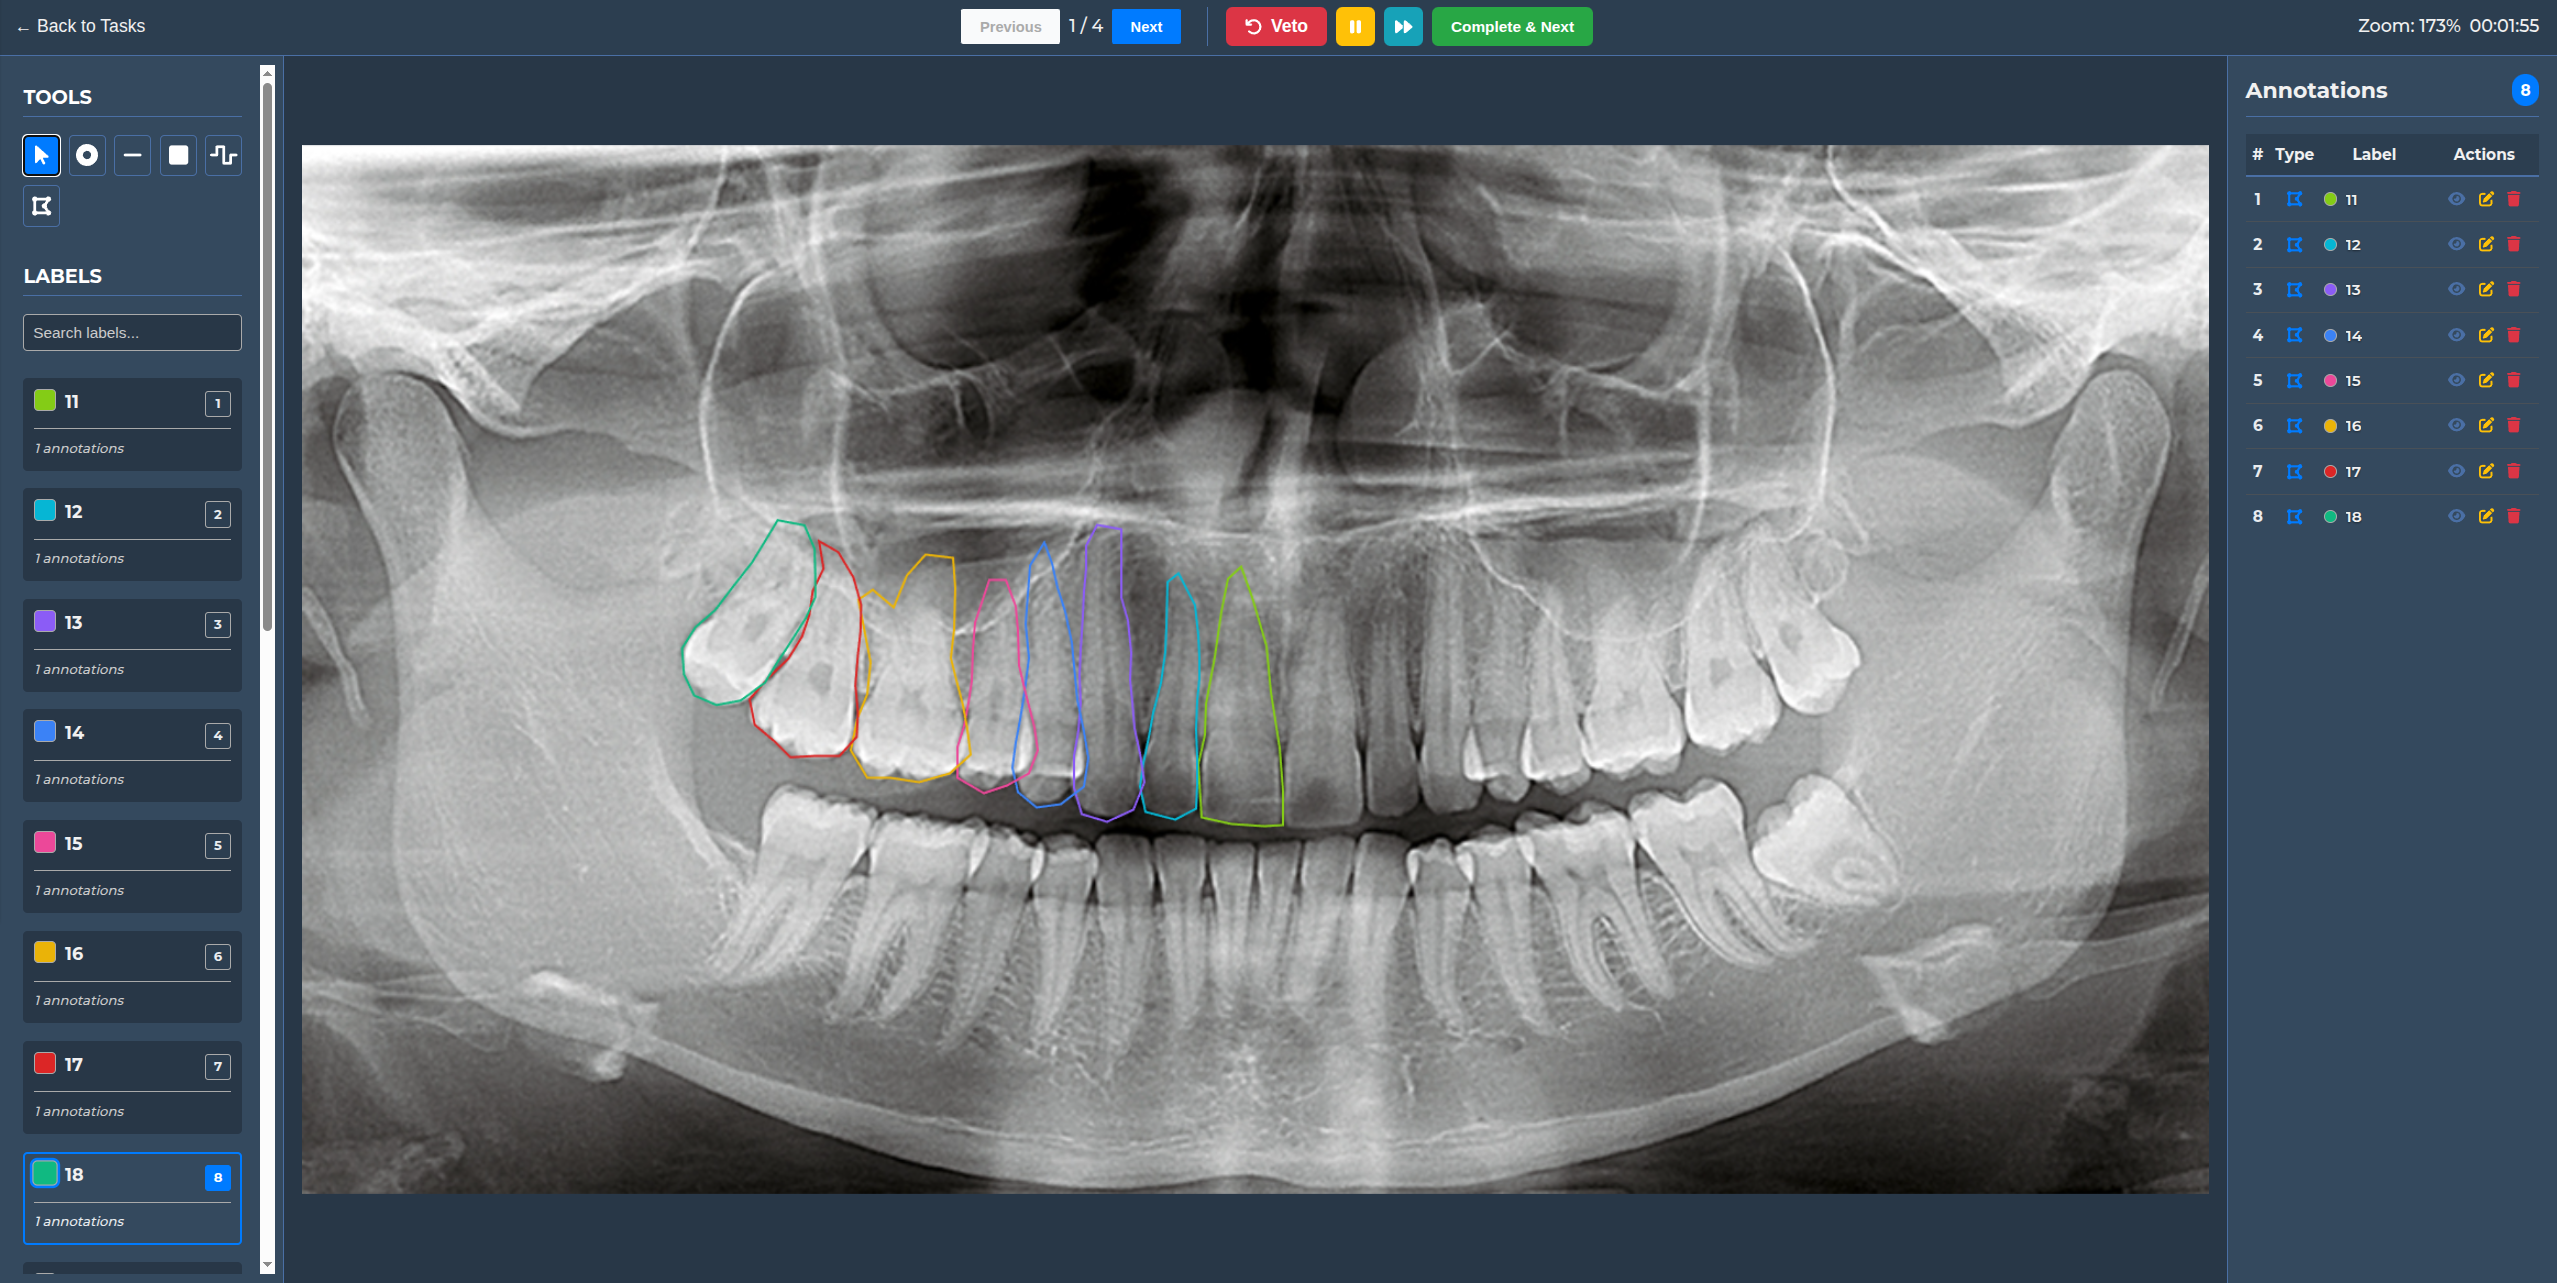 ← Back to Tasks
Previous 1 / 4 Next Veto Complete & Next Zoom: 173% 00:01:55
TOOLS
LABELS
Search labels...
11 1
1 annotations
12 2
1 annotations
13 3
1 annotations
14 4
1 annotations
15 5
1 annotations
16 6
1 annotations
17 7
1 annotations
18 8
1 annotations
Annotations 8
# Type Label Actions
1 11
2 12
3 13
4 14
5 15
6 16
7 17
8 18